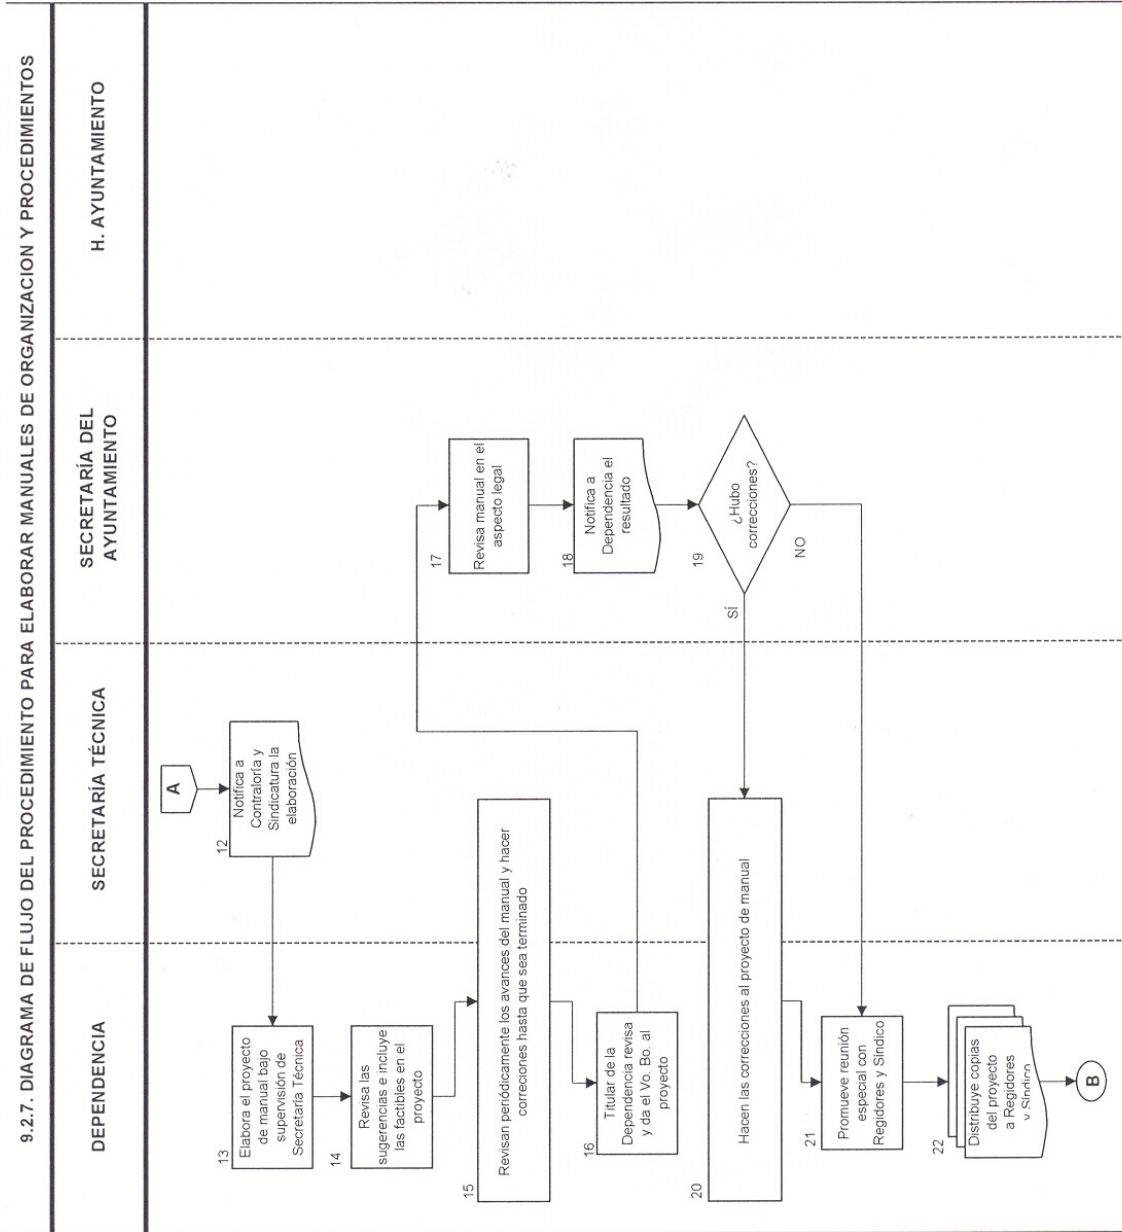 9.2.7. DIAGRAMA DE FLUJO DEL PROCEDIMIENTO PARA ELABORAR MANUALES DE ORGANIZACION Y PROCEDIMIENTOS
DEPENDENCIA
SECRETARÍA TÉCNICA
SECRETARÍA DEL
AYUNTAMIENTO
H. AYUNTAMIENTO
A
12
Notifica a
Contraloría y
Sindicatura la
elaboración
13
Elabora el proyecto
de manual bajo
supervisión de
Secretaría Técnica
14
Revisa las
sugerencias e incluye
las factibles en el
proyecto
15
Revisan periódicamente los avances del manual y hacer
correciones hasta que sea terminado
16
Titular de la
Dependencia revisa
y da el Vo. Bo. al
proyecto
17
Revisa manual en el
aspecto legal
18
Notifica a
Dependencia el
resultado
19
¿Hubo
correcciones?
SÍ
NO
20
Hacen las correcciones al proyecto de manual
21
Promueve reunión
especial con
Regidores y Síndico
22
Distribuye copias
del proyecto
a Regidores
y Síndico
B